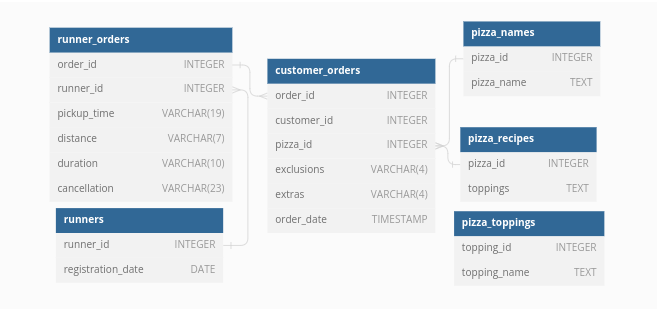 runner_orders
order_id INTEGER
runner_id INTEGER
pickup_time VARCHAR(19)
distance VARCHAR(7)
duration VARCHAR(10)
cancellation VARCHAR(23)
runners
runner_id INTEGER
registration_date DATE
customer_orders
order_id INTEGER
customer_id INTEGER
pizza_id INTEGER
exclusions VARCHAR(4)
extras VARCHAR(4)
order_date TIMESTAMP
pizza_names
pizza_id INTEGER
pizza_name TEXT
pizza_recipes
pizza_id INTEGER
toppings TEXT
pizza_toppings
topping_id INTEGER
topping_name TEXT